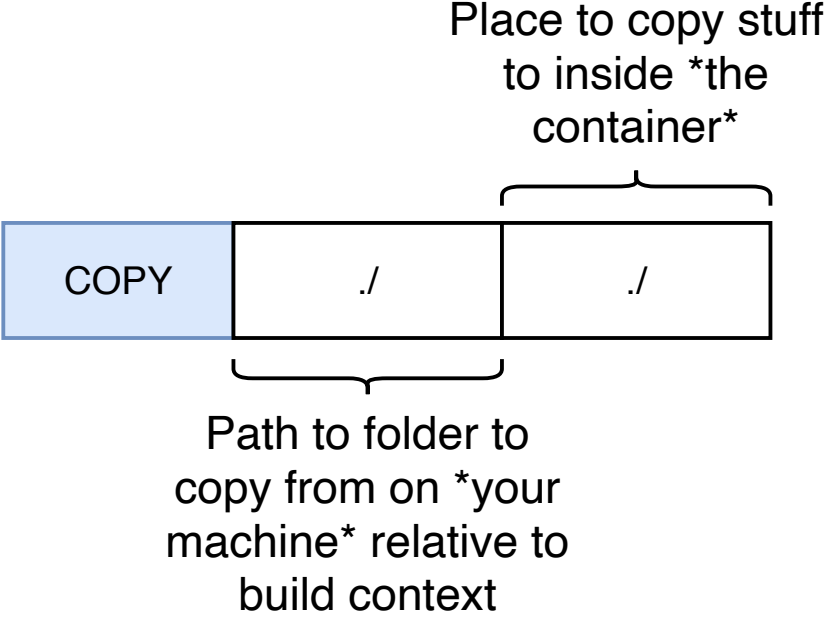 Place to copy stuff
to inside *the
container*
COPY ./ ./
Path to folder to
copy from on *your
machine* relative to
build context